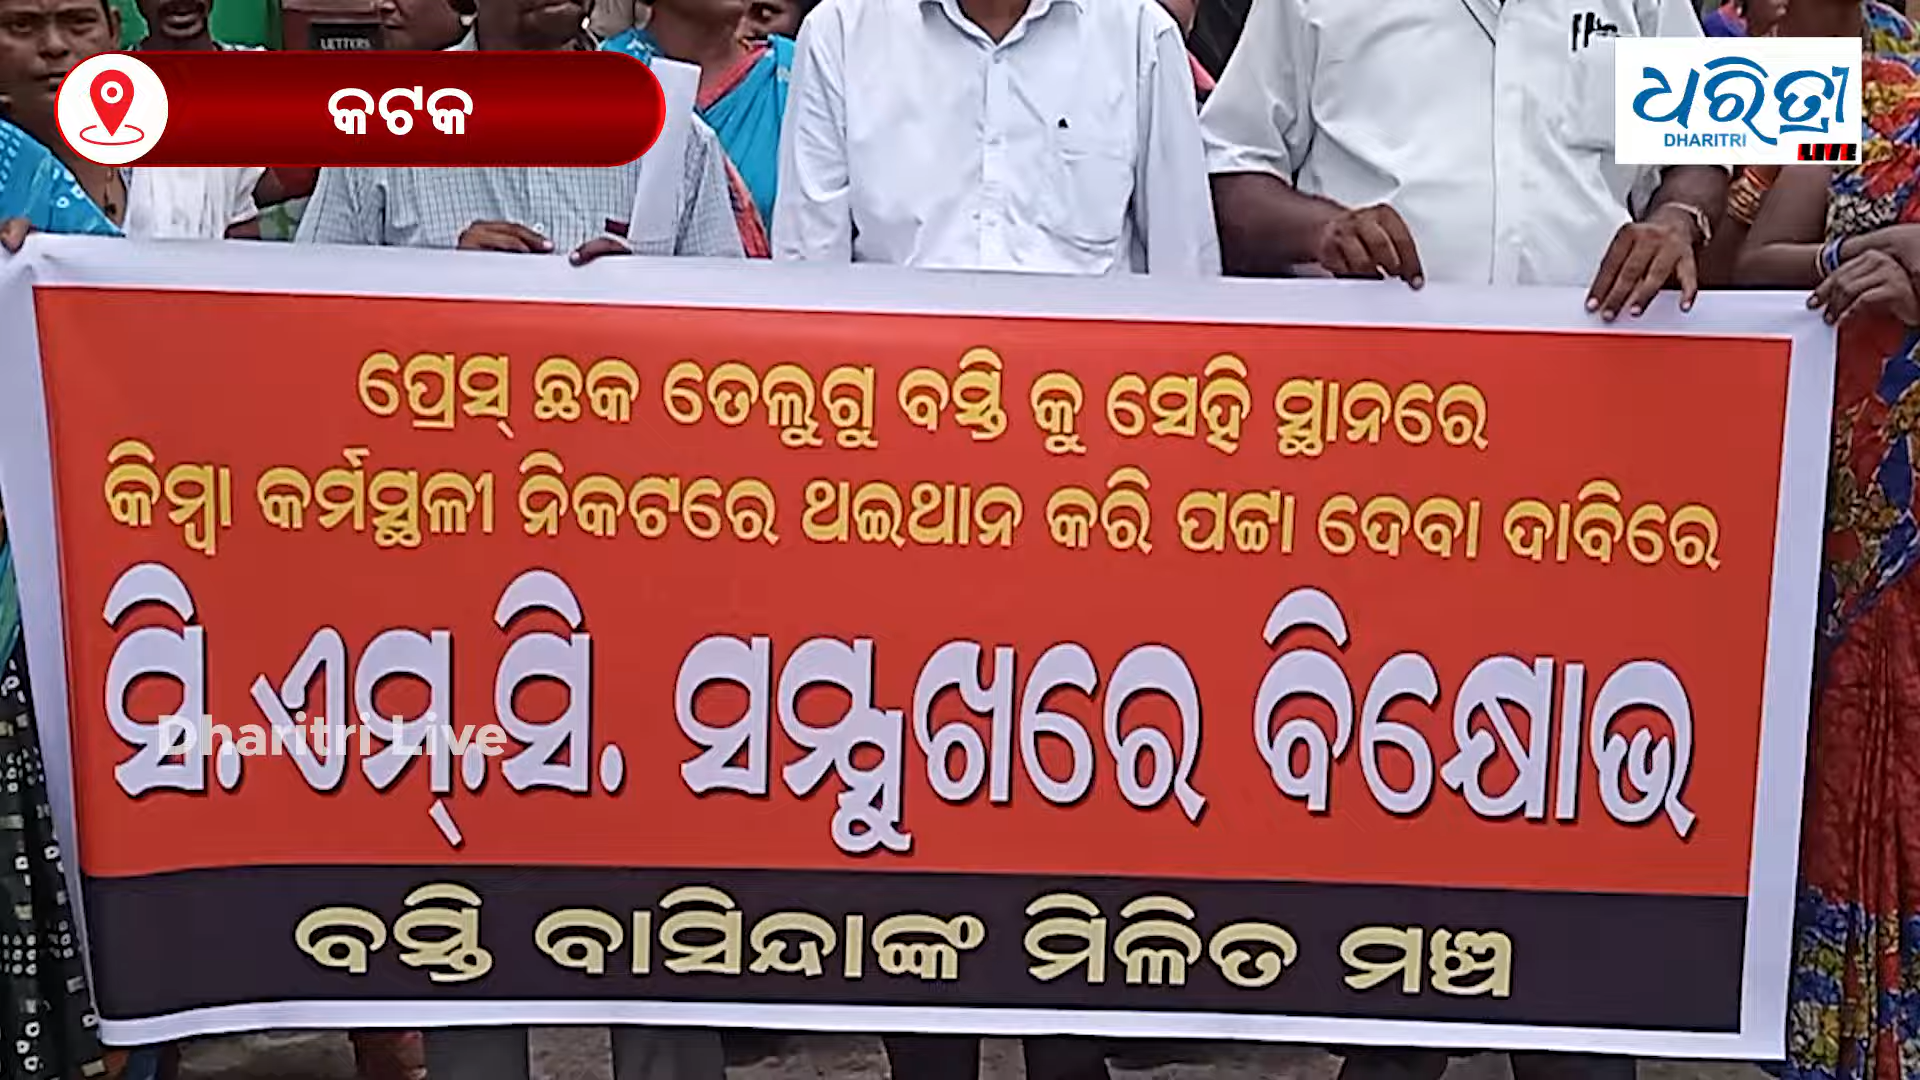 LETTERS
କଟକ
ଧରିତ୍ରୀ
DHARITRI
LIVE
ପ୍ରେସ୍ ଛକ ତେଲୁଗୁ ବସ୍ତି କୁ ସେହି ସ୍ଥାନରେ
କିମ୍ବା କର୍ମସ୍ଥଳୀ ନିକଟରେ ଥଇଥାନ କରି ପଟ୍ଟା ଦେବା ଦାବିରେ
ସି.ଏମ୍.ସି. ସମ୍ମୁଖରେ ବିକ୍ଷୋଭ
Dharitri Live
ବସ୍ତି ବାସିନ୍ଦାଙ୍କ ମିଳିତ ମଞ୍ଚ